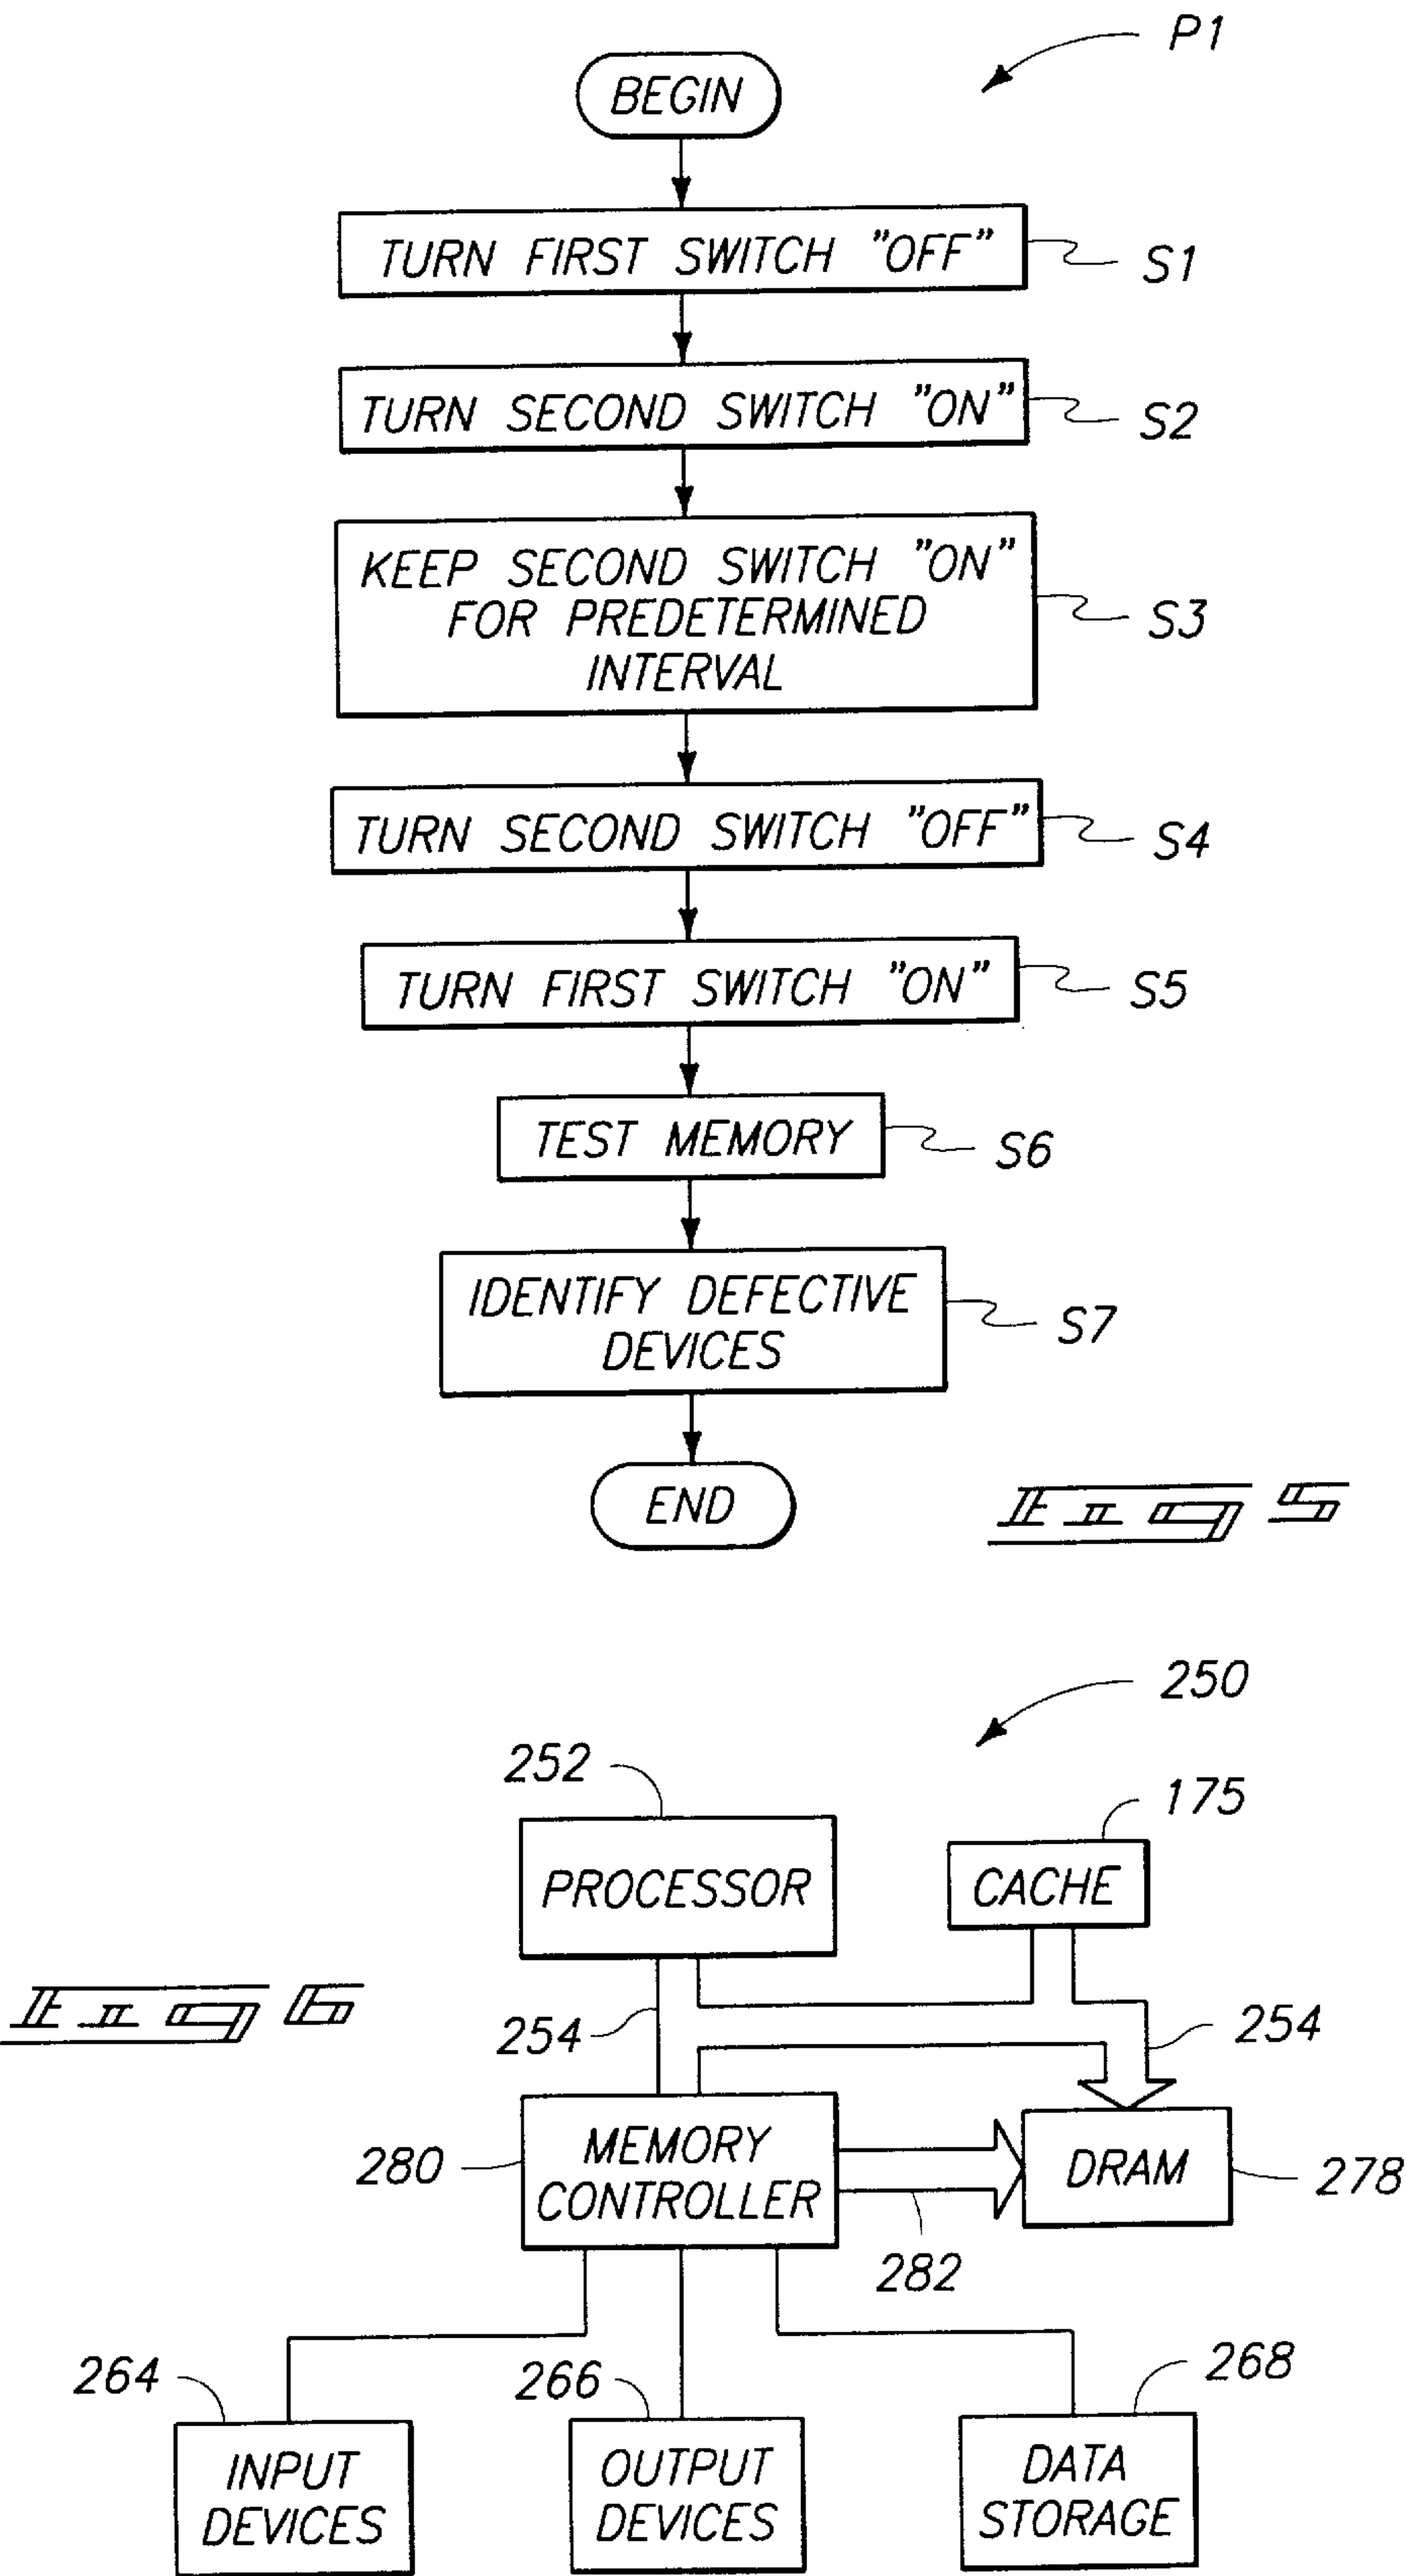 P1
BEGIN
TURN FIRST SWITCH "OFF"
S1
TURN SECOND SWITCH "ON"
S2
KEEP SECOND SWITCH "ON"
FOR PREDETERMINED
INTERVAL
S3
TURN SECOND SWITCH "OFF"
S4
TURN FIRST SWITCH "ON"
S5
TEST MEMORY
S6
IDENTIFY DEFECTIVE
DEVICES
S7
END
Fig 5
250
252
175
PROCESSOR
CACHE
Fig 6
254
254
MEMORY
CONTROLLER
280
DRAM
278
282
264
266
268
INPUT
DEVICES
OUTPUT
DEVICES
DATA
STORAGE